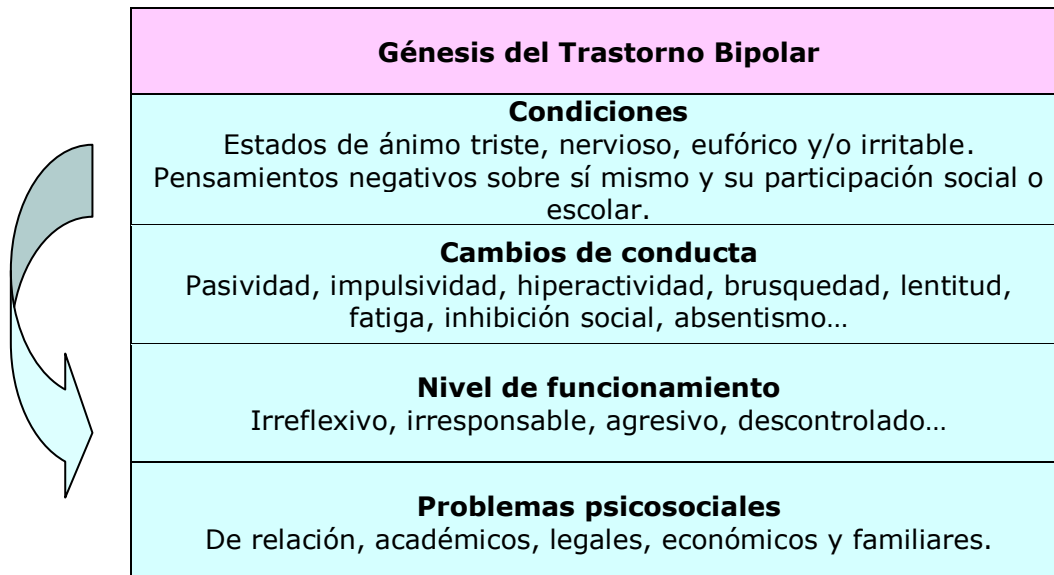 Génesis del Trastorno Bipolar
Condiciones
Estados de ánimo triste, nervioso, eufórico y/o irritable.
Pensamientos negativos sobre sí mismo y su participación social o
escolar.
Cambios de conducta
Pasividad, impulsividad, hiperactividad, brusquedad, lentitud,
fatiga, inhibición social, absentismo…
Nivel de funcionamiento
Irreflexivo, irresponsable, agresivo, descontrolado…
Problemas psicosociales
De relación, académicos, legales, económicos y familiares.